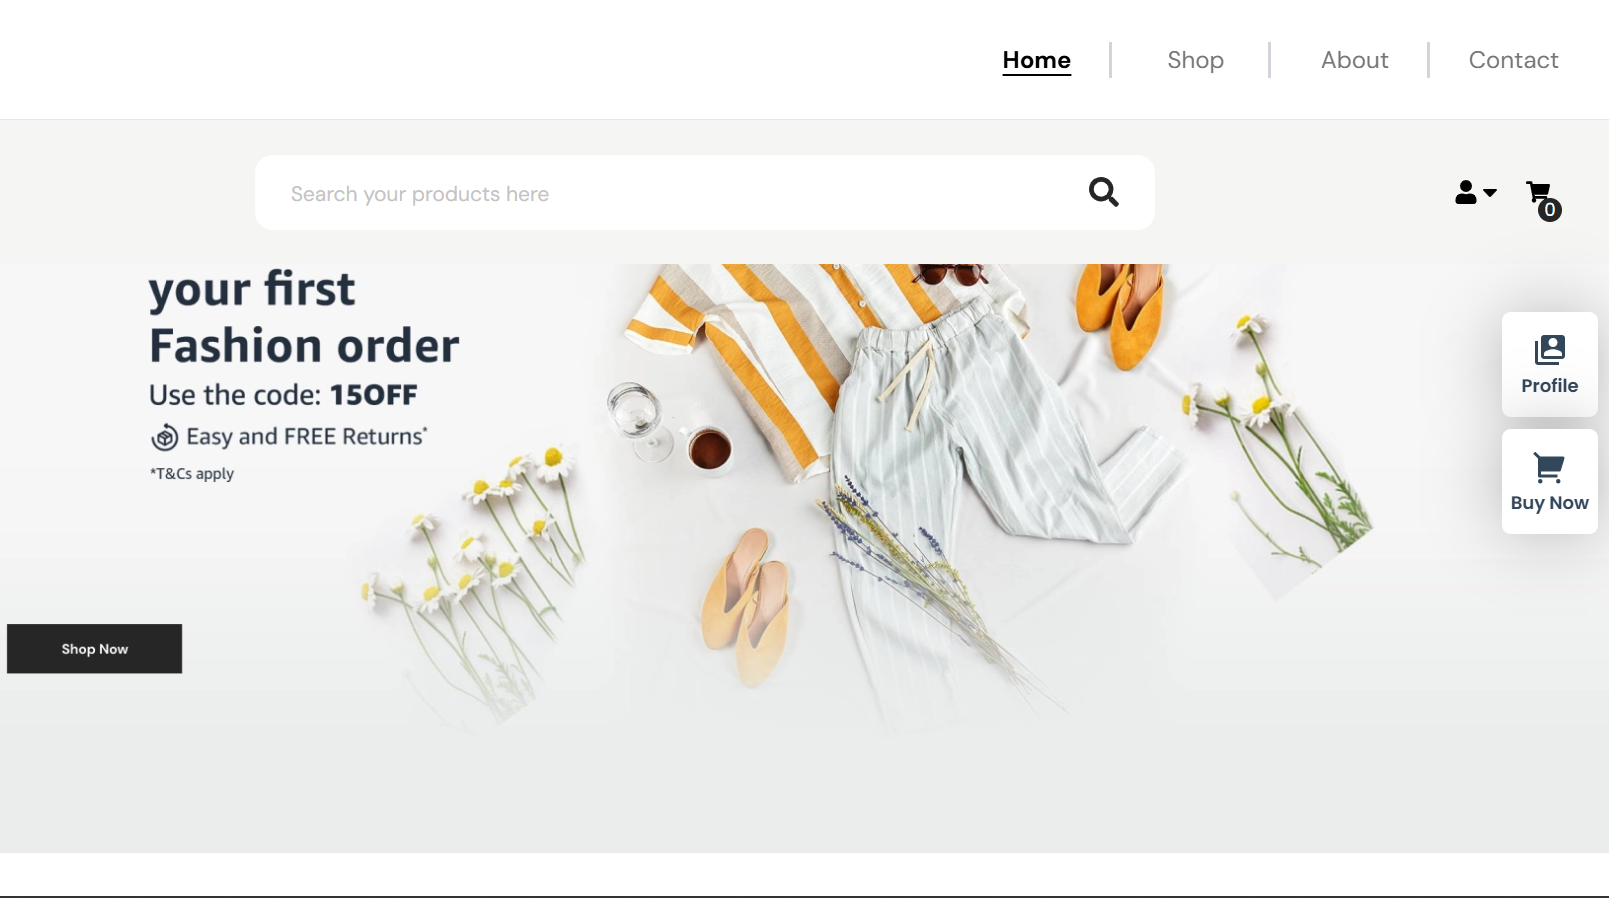 Home Shop About Contact
Search your products here
0
your first
Fashion order
Use the code: 15OFF
Easy and FREE Returns*
*T&Cs apply
Profile
Buy Now
Shop Now